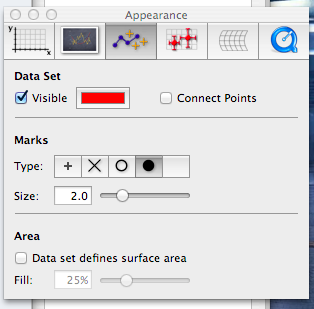 Appearance
y
x
Data Set
Visible
Connect Points
Marks
Type:
Size: 2.0
Area
Data set defines surface area
Fill: 25%